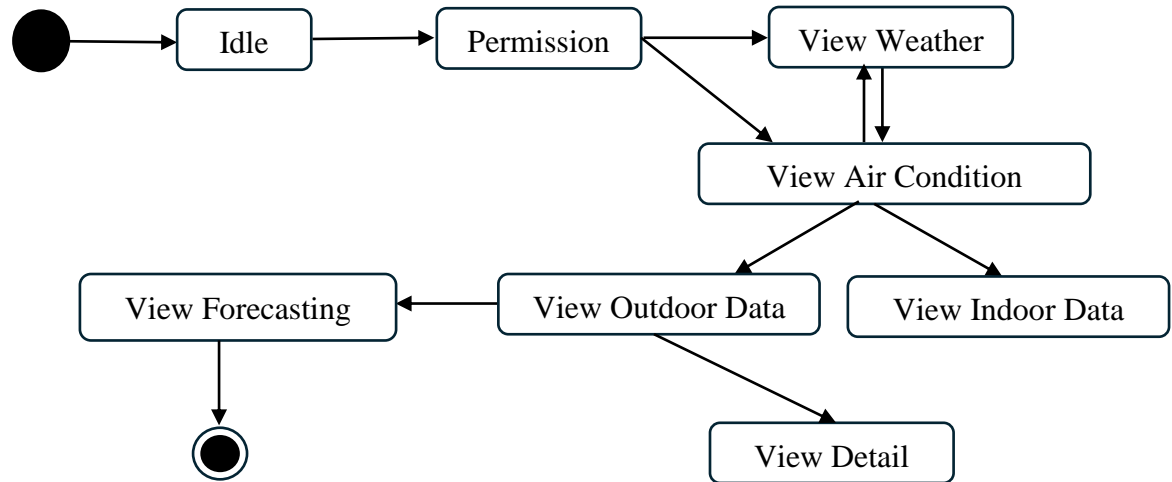 Idle
Permission
View Weather
View Air Condition
View Forecasting
View Outdoor Data
View Indoor Data
View Detail